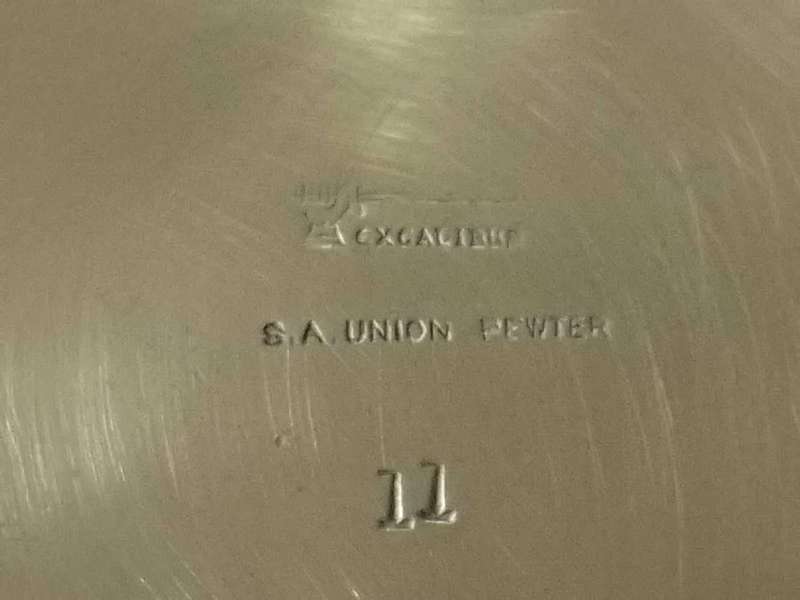 EXCALIBUR
S.A. UNION PEWTER
11